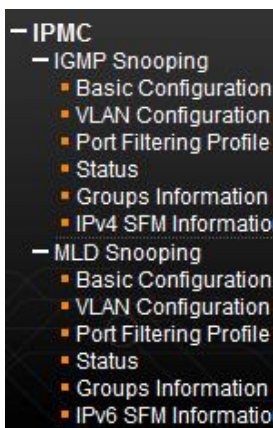 IPMC
IGMP Snooping
Basic Configuration
VLAN Configuration
Port Filtering Profile
Status
Groups Information
IPv4 SFM Informatio
MLD Snooping
Basic Configuration
VLAN Configuration
Port Filtering Profile
Status
Groups Information
IPv6 SFM Informatio